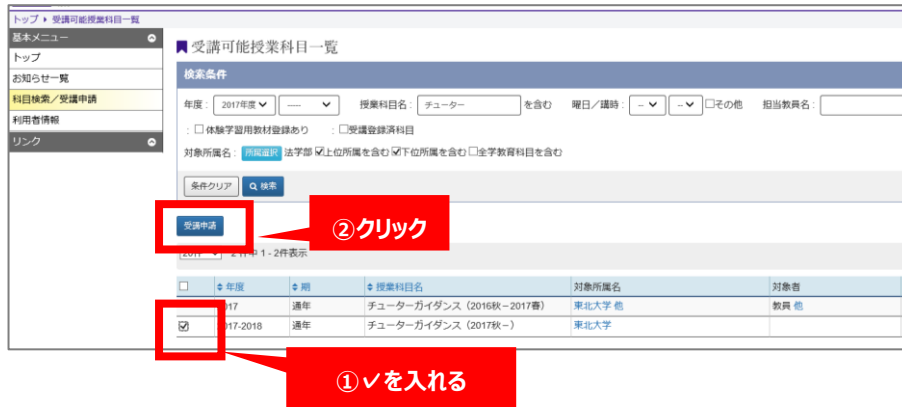 トップ ▸ 受講可能授業科目一覧
基本メニュー
トップ
お知らせ一覧
科目検索／受講申請
利用者情報
リンク
受講可能授業科目一覧
検索条件
年度： 2017年度 ---- 授業科目名： チューター を含む 曜日／講時： -- -- その他 担当教員名：
： 体験学習用教材登録あり ： 受講登録済科目
対象所属名： 所属選択 法学部 上位所属を含む 下位所属を含む 全学教育科目を含む
条件クリア 検索
受講申請
②クリック
2件中 1 - 2件表示
年度 期 授業科目名 対象所属名 対象者
2017 通年 チューターガイダンス（2016秋－2017春）東北大学 他 教員 他
2017-2018 通年 チューターガイダンス（2017秋－） 東北大学
①✓を入れる